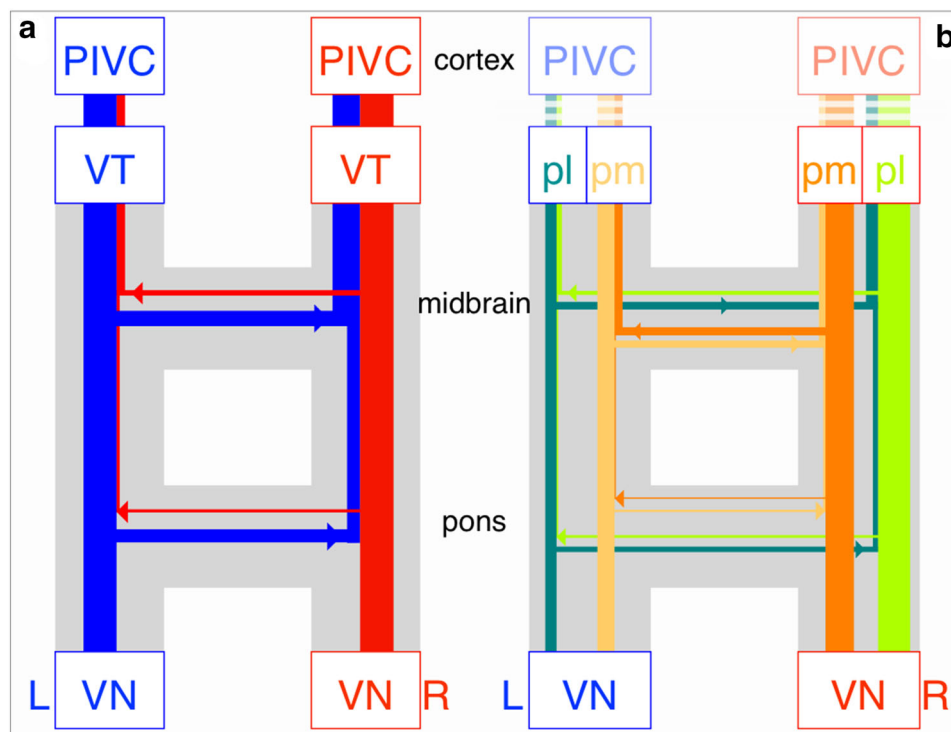 a
PIVC PIVC cortex PIVC PIVC b
VT VT pl pm pm pl
midbrain
pons
L VN VN R L VN VN R